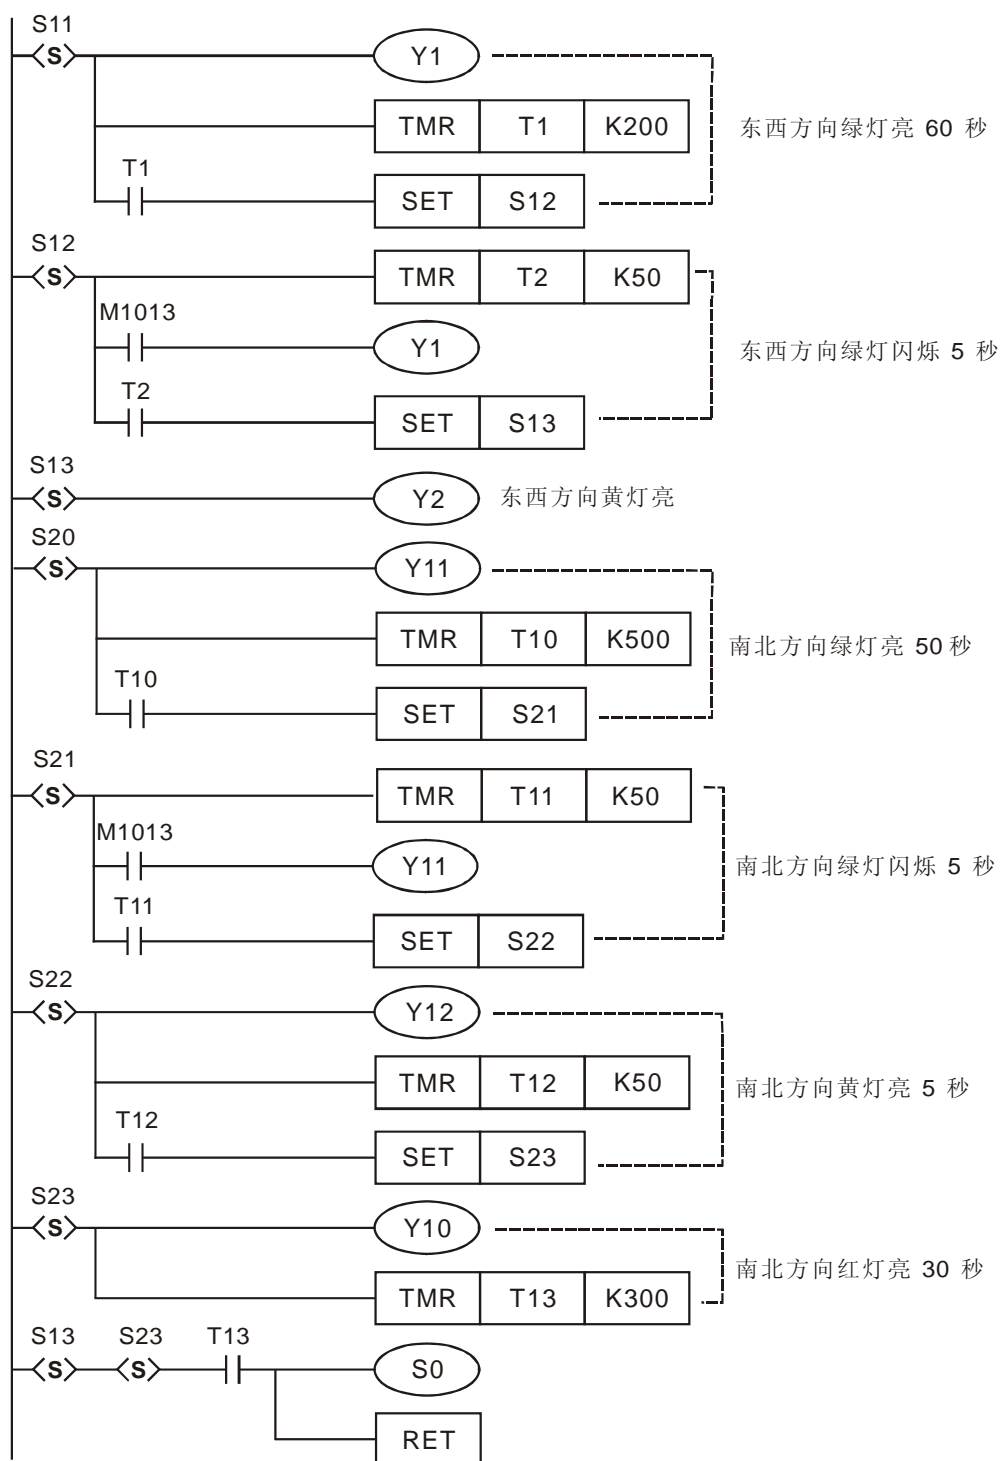 S11
S
Y1
TMR T1 K200
东西方向绿灯亮 60 秒
T1
SET S12
S12
S
TMR T2 K50
M1013
Y1
东西方向绿灯闪烁 5 秒
T2
SET S13
S13
S
Y2 东西方向黄灯亮
S20
S
Y11
TMR T10 K500
南北方向绿灯亮 50 秒
T10
SET S21
S21
S
TMR T11 K50
M1013
Y11
南北方向绿灯闪烁 5 秒
T11
SET S22
S22
S
Y12
TMR T12 K50
南北方向黄灯亮 5 秒
T12
SET S23
S23
S
Y10
南北方向红灯亮 30 秒
TMR T13 K300
S13 S23 T13
S S S0
RET